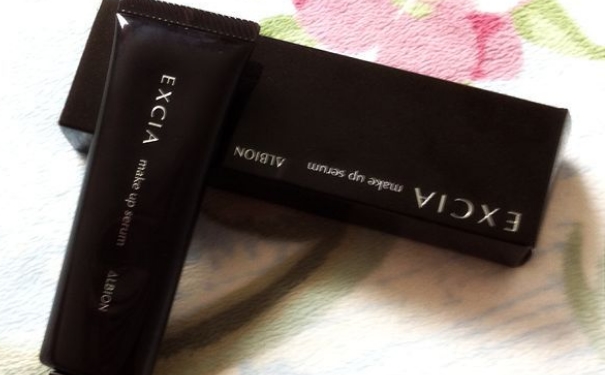 EXCIA
make up serum
ALBION
EXCIA
make up serum
ALBION